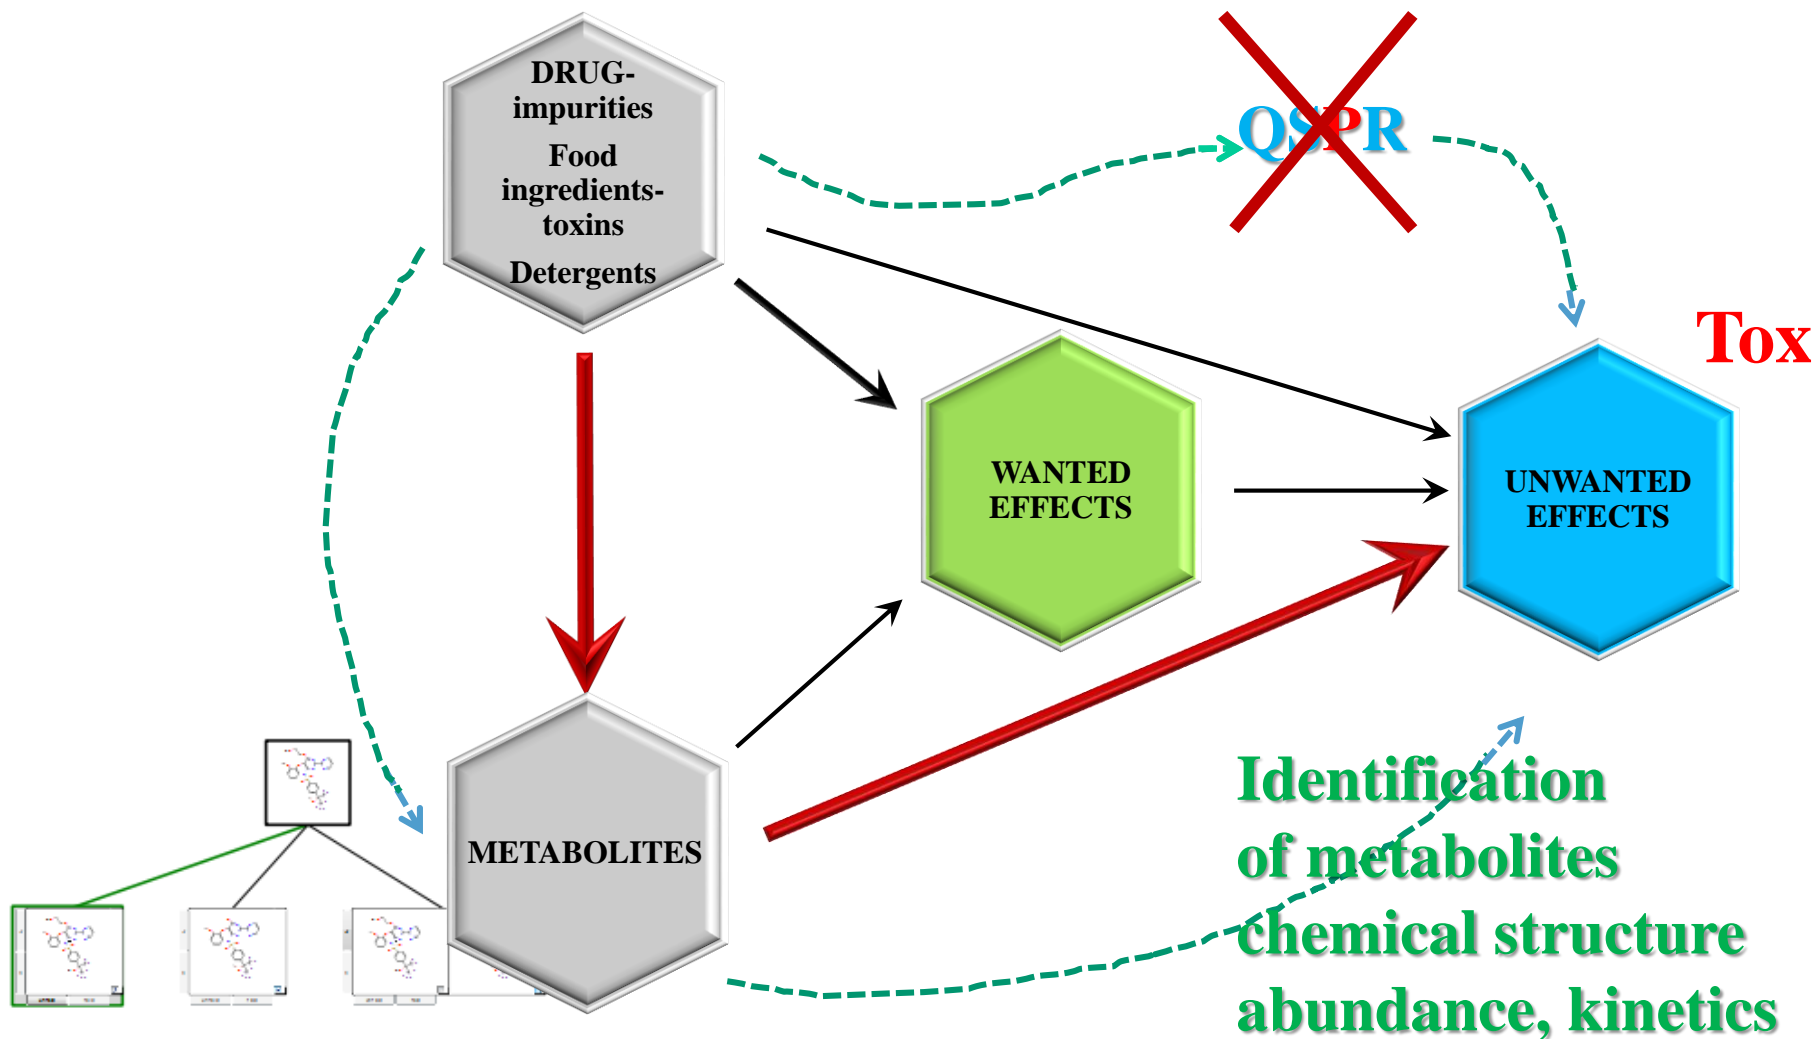 DRUG-
impurities
Food
ingredients-
toxins
Detergents
QSPR
Tox
WANTED
EFFECTS
UNWANTED
EFFECTS
METABOLITES
Identification
of metabolites
chemical structure
abundance, kinetics